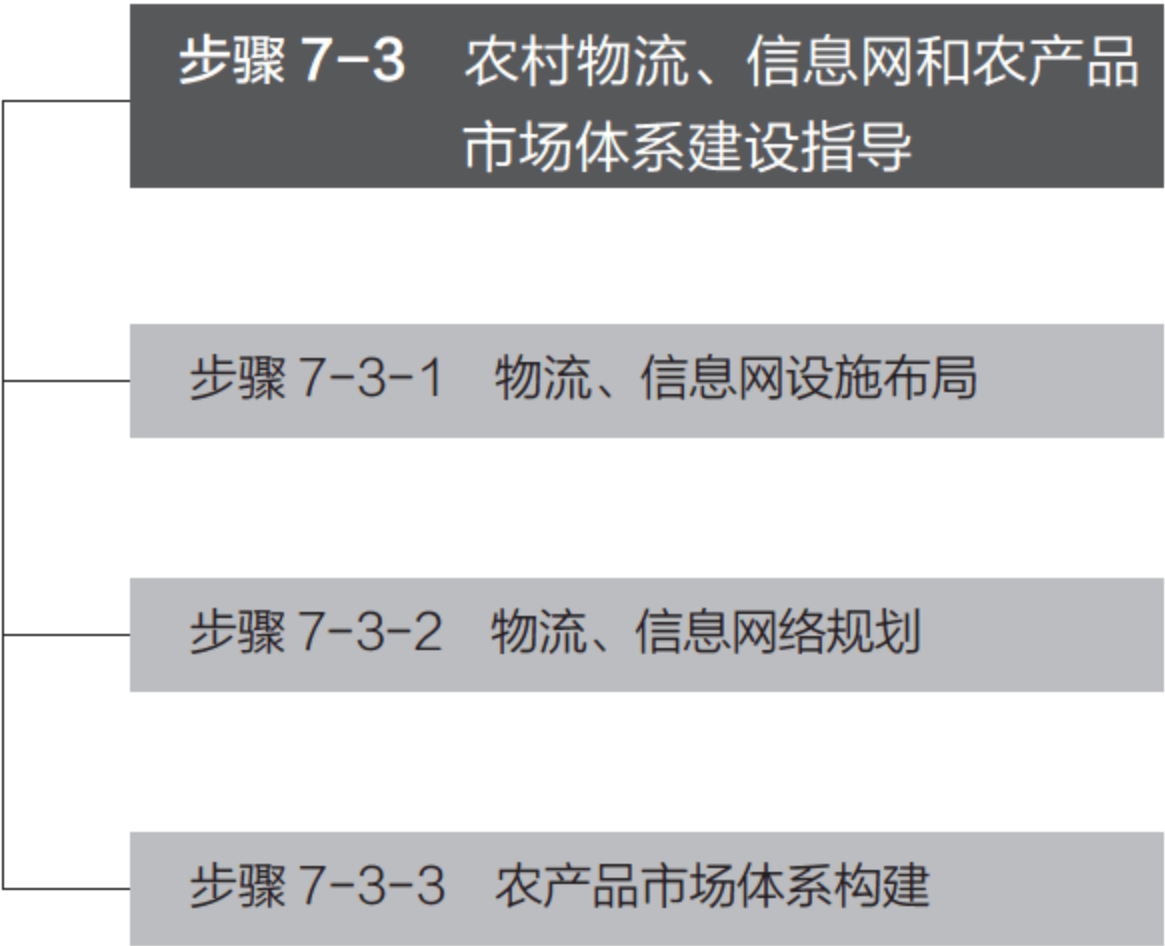 步骤 7-3 农村物流、信息网和农产品
市场体系建设指导
步骤 7-3-1 物流、信息网设施布局
步骤 7-3-2 物流、信息网络规划
步骤 7-3-3 农产品市场体系构建